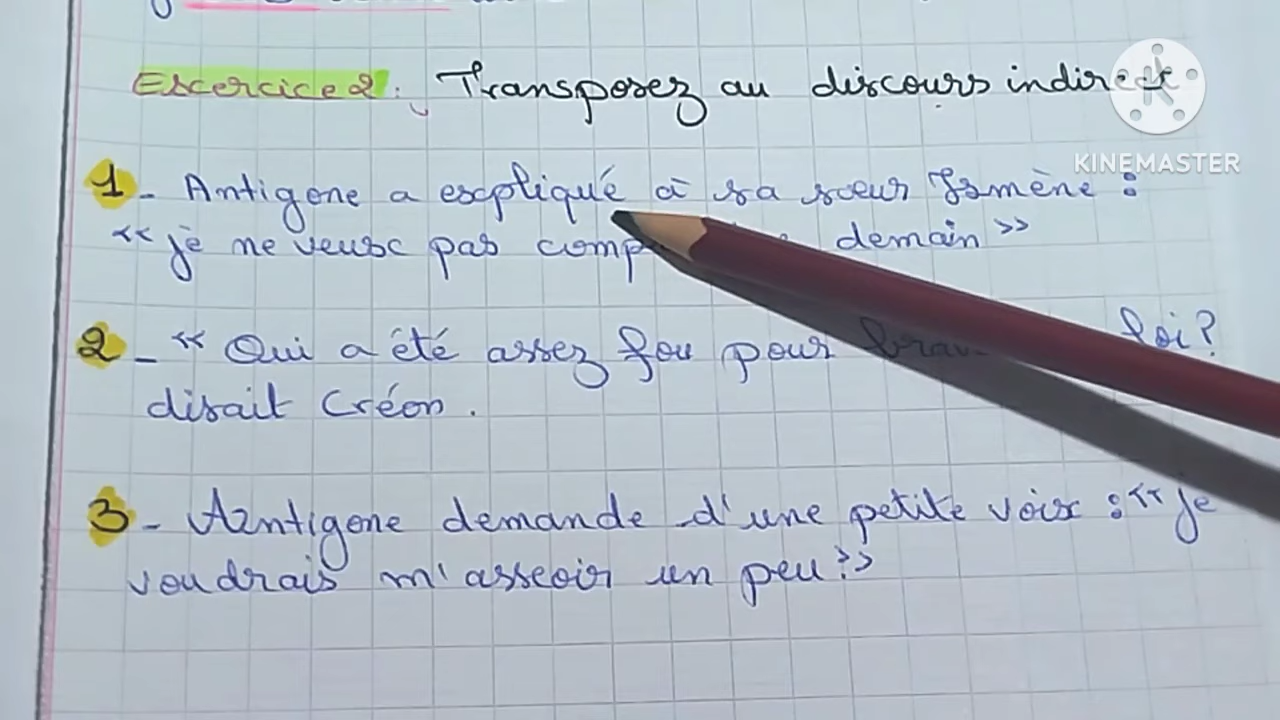 Exercice 2 : Transposez au discours indirect
KINEMASTER
1 - Antigone a expliqué à sa sœur Ismène :
« je ne veux pas demain »
2 - « Qui a été assez fou pour loi ?
disait Créon .
3 - Antigone demande d'une petite voix : « je
voudrais m'asseoir un peu ? »